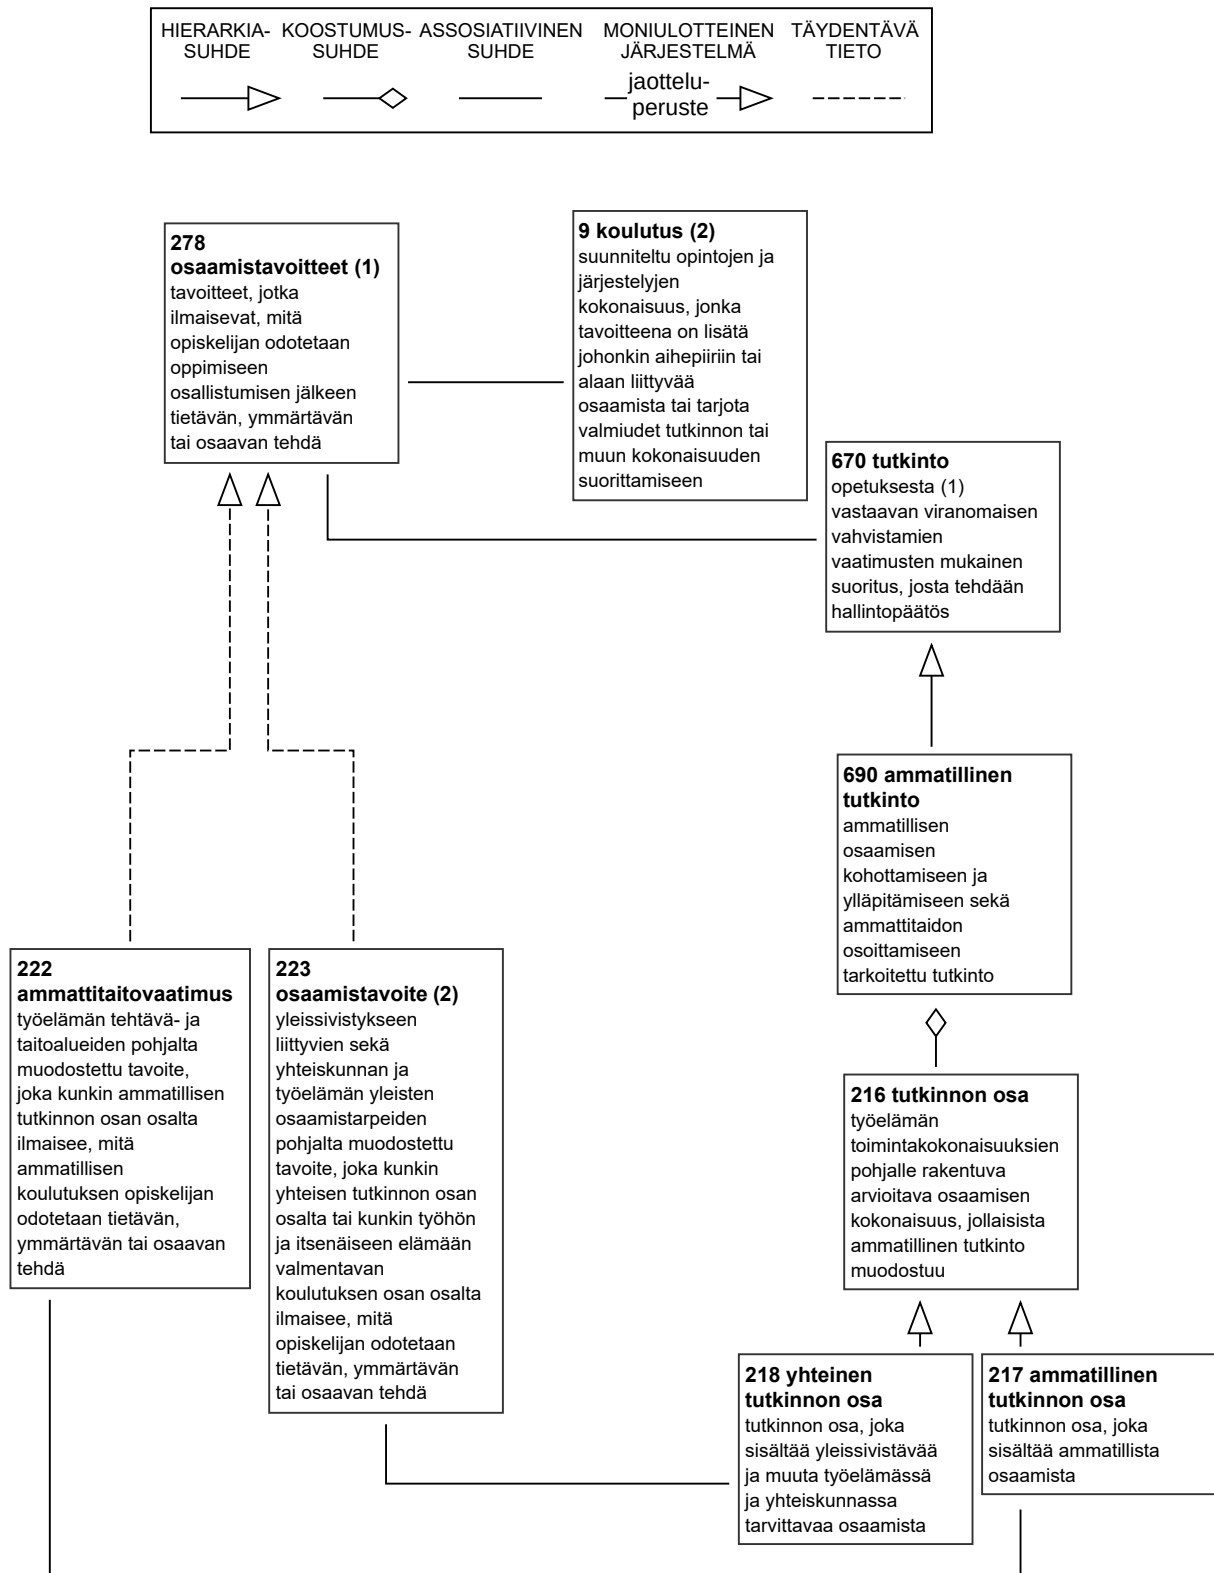 HIERARKIA-
SUHDE
KOOSTUMUS-
SUHDE
ASSOSIATIIVINEN
SUHDE
MONIULOTTEINEN
JÄRJESTELMÄ
jaottelu-
peruste
TÄYDENTÄVÄ
TIETO
278
osaamistavoitteet (1)
tavoitteet, jotka
ilmaisevat, mitä
opiskelijan odotetaan
oppimiseen
osallistumisen jälkeen
tietävän, ymmärtävän
tai osaavan tehdä
9 koulutus (2)
suunniteltu opintojen ja
järjestelyjen
kokonaisuus, jonka
tavoitteena on lisätä
johonkin aihepiiriin tai
alaan liittyvää
osaamista tai tarjota
valmiudet tutkinnon tai
muun kokonaisuuden
suorittamiseen
670 tutkinto
opetuksesta (1)
vastaavan viranomaisen
vahvistamien
vaatimusten mukainen
suoritus, josta tehdään
hallintopäätös
690 ammatillinen
tutkinto
ammatillisen
osaamisen
kohottamiseen ja
ylläpitämiseen sekä
ammattitaidon
osoittamiseen
tarkoitettu tutkinto
222
ammattitaitovaatimus
työelämän tehtävä- ja
taitoalueiden pohjalta
muodostettu tavoite,
joka kunkin ammatillisen
tutkinnon osan osalta
ilmaisee, mitä
ammatillisen
koulutuksen opiskelijan
odotetaan tietävän,
ymmärtävän tai osaavan
tehdä
223
osaamistavoite (2)
yleissivistykseen
liittyvien sekä
yhteiskunnan ja
työelämän yleisten
osaamistarpeiden
pohjalta muodostettu
tavoite, joka kunkin
yhteisen tutkinnon osan
osalta tai kunkin työhön
ja itsenäiseen elämään
valmentavan
koulutuksen osan osalta
ilmaisee, mitä
opiskelijan odotetaan
tietävän, ymmärtävän
tai osaavan tehdä
216 tutkinnon osa
työelämän
toimintakokonaisuuksien
pohjalle rakentuva
arvioitava osaamisen
kokonaisuus, jollaisista
ammatillinen tutkinto
muodostuu
218 yhteinen
tutkinnon osa
tutkinnon osa, joka
sisältää yleissivistävää
ja muuta työelämässä
ja yhteiskunnassa
tarvittavaa osaamista
217 ammatillinen
tutkinnon osa
tutkinnon osa, joka
sisältää ammatillista
osaamista